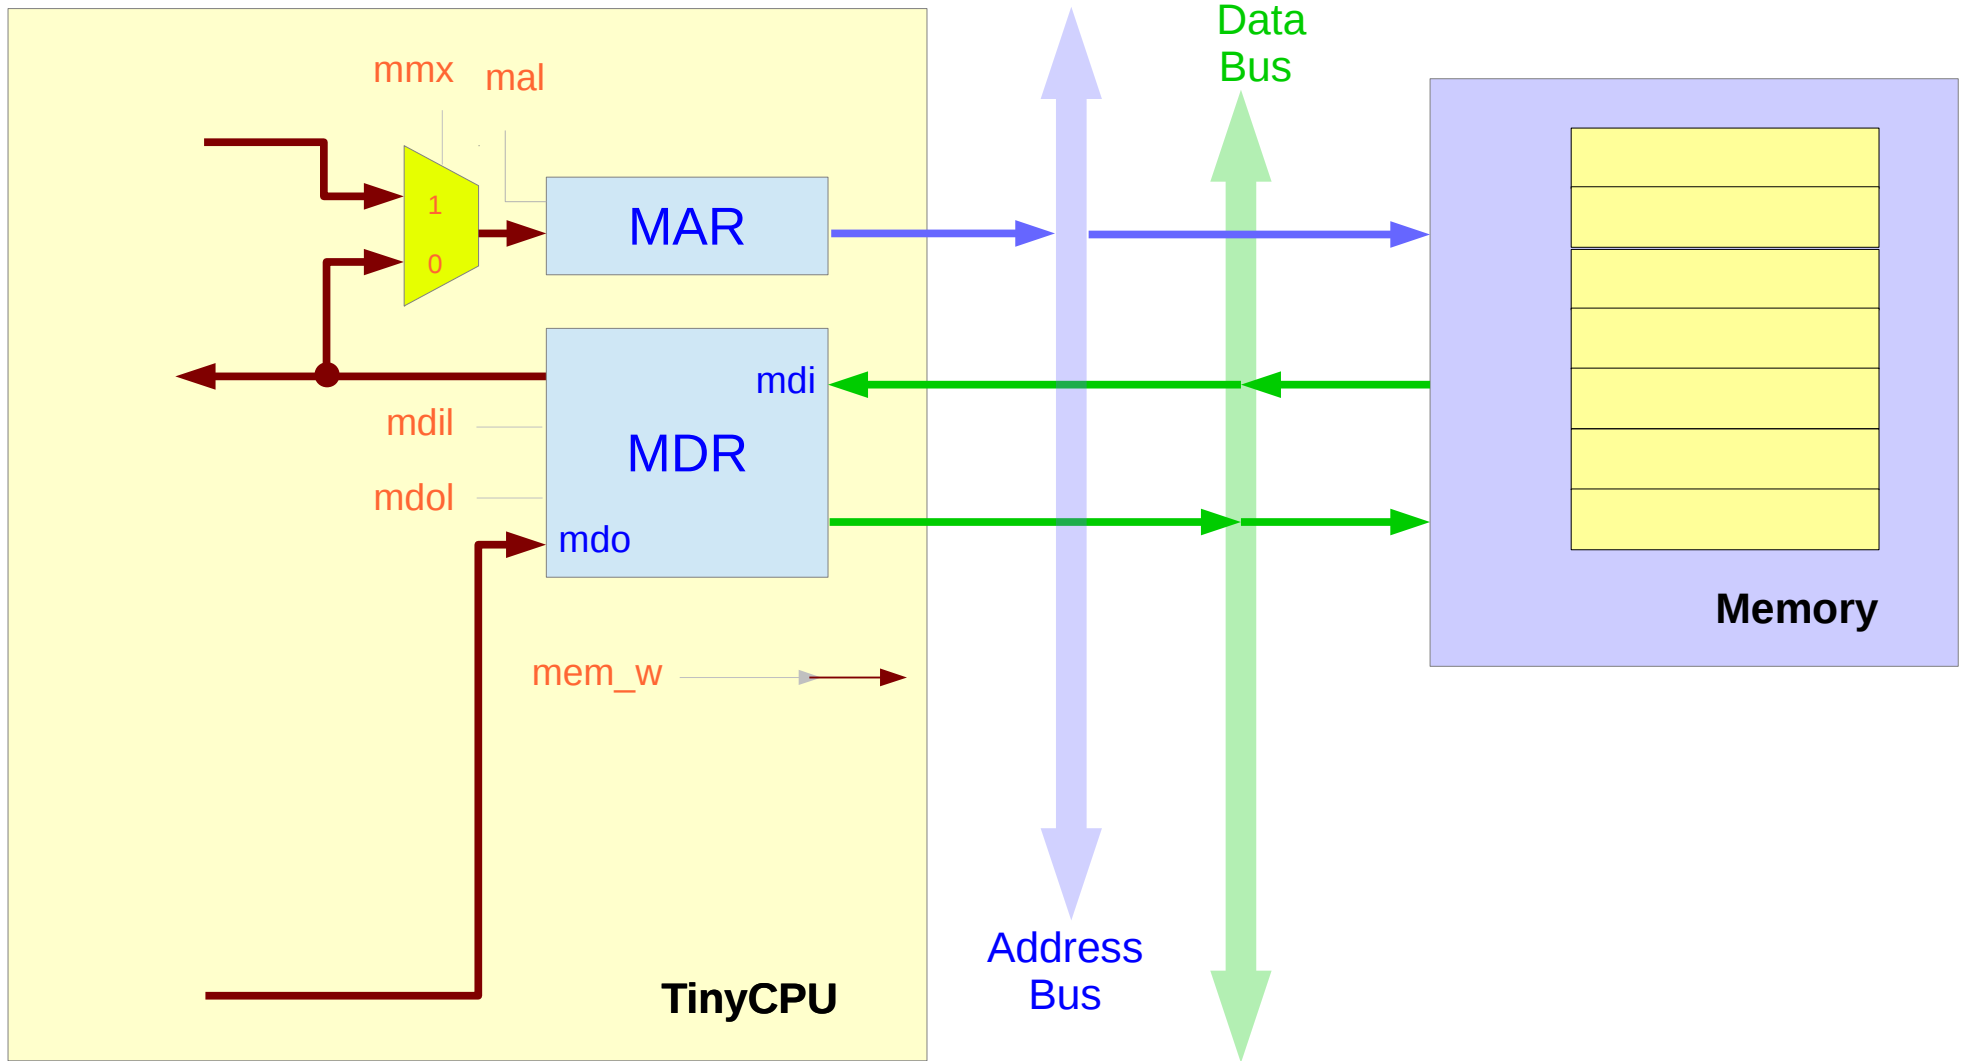 Data
Bus
mmx
mal
1
MAR
0
mdi
mdil
MDR
mdol
mdo
Memory
mem_w
Address
Bus
TinyCPU